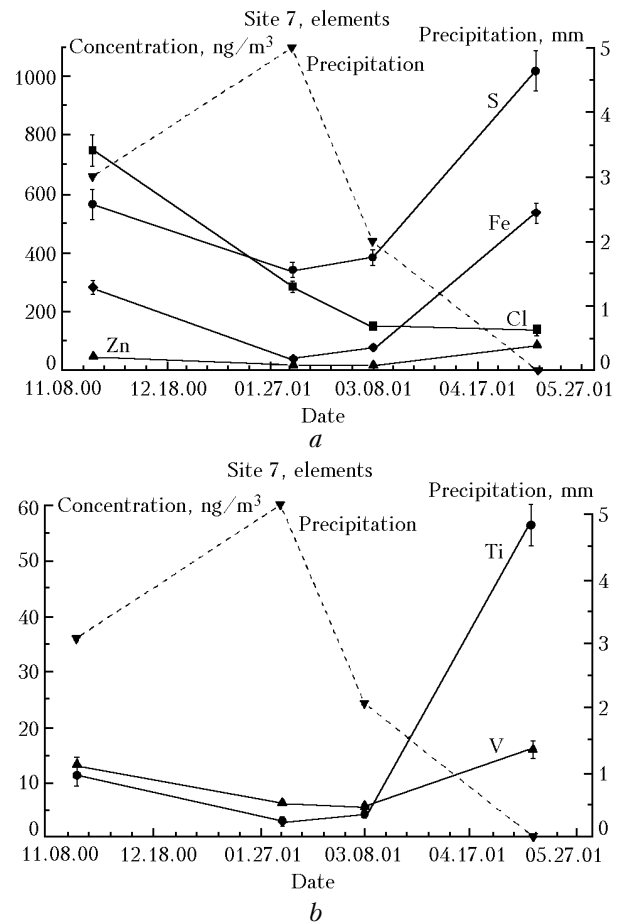 Site 7, elements
Concentration, ng/m³
Precipitation, mm
Precipitation
1000
800
600
400
200
0
5
4
3
2
1
0
S
Fe
Cl
Zn
11.08.00 12.18.00 01.27.01 03.08.01 04.17.01 05.27.01
Date
a
Site 7, elements
Concentration, ng/m³
Precipitation, mm
Precipitation
60
50
40
30
20
10
0
5
4
3
2
1
0
Ti
V
11.08.00 12.18.00 01.27.01 03.08.01 04.17.01 05.27.01
Date
b